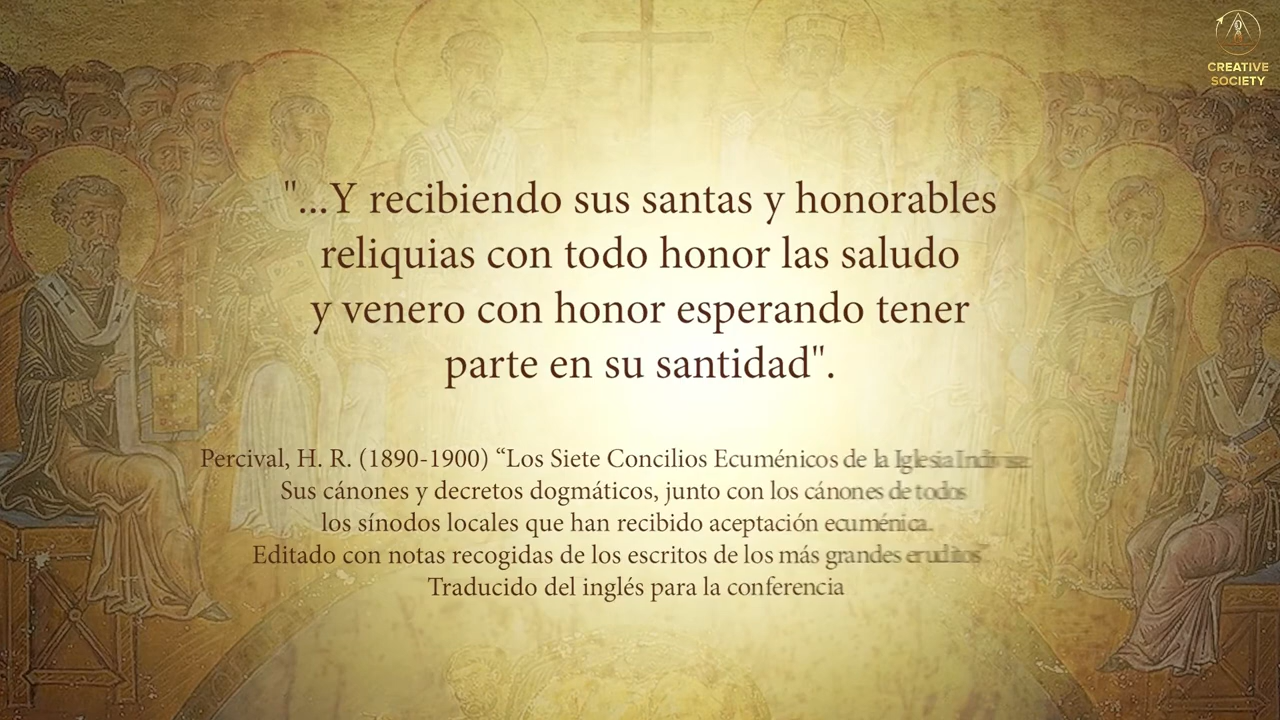 CREATIVE
SOCIETY
"...Y recibiendo sus santas y honorables
reliquias con todo honor las saludo
y venero con honor esperando tener
parte en su santidad".
Percival, H. R. (1890-1900) “Los Siete Concilios Ecuménicos de la Iglesia Indivisa:
Sus cánones y decretos dogmáticos, junto con los cánones de todos
los sínodos locales que han recibido aceptación ecuménica.
Editado con notas recogidas de los escritos de los más grandes eruditos”
Traducido del inglés para la conferencia